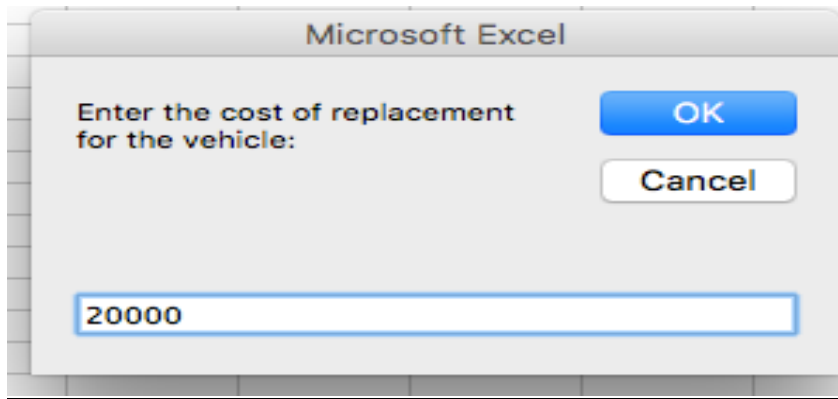 Microsoft Excel
Enter the cost of replacement
for the vehicle:
OK
Cancel
20000